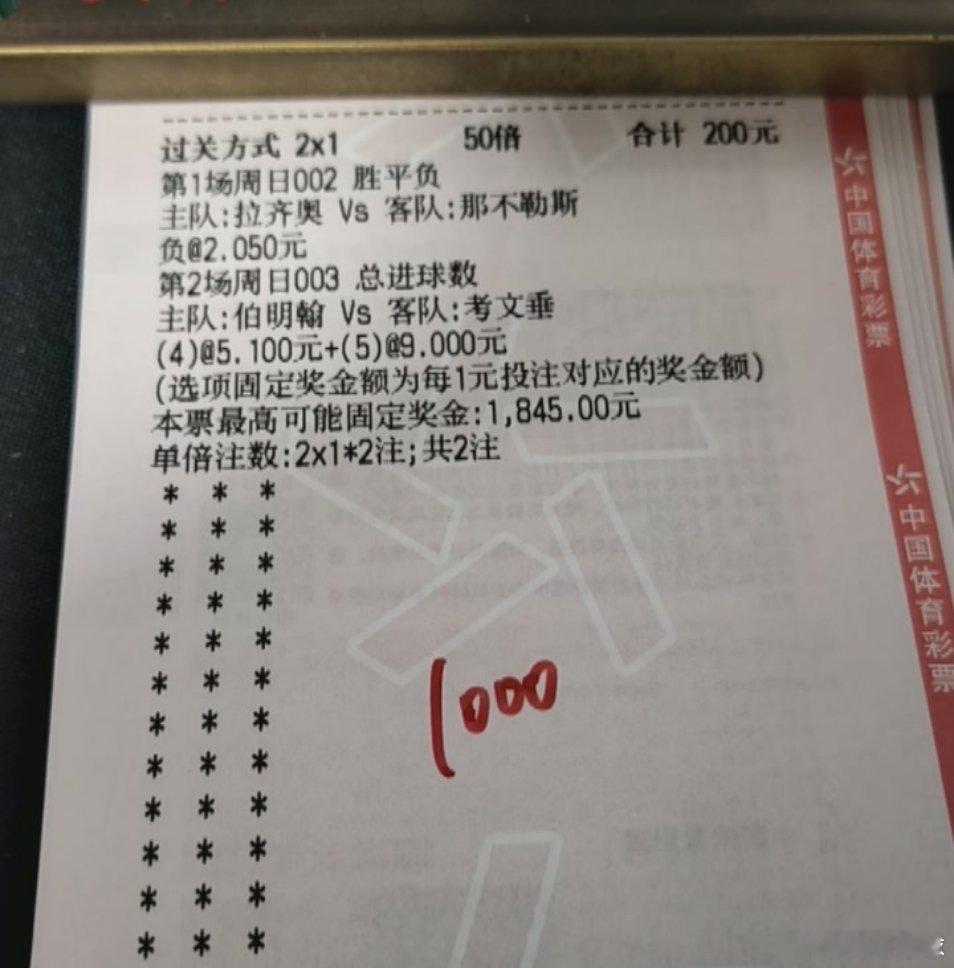 过关方式 2x1 50倍 合计 200元
第1场周日002 胜平负
主队:拉齐奥 Vs 客队:那不勒斯
负@2.050元
第2场周日003 总进球数
主队:伯明翰 Vs 客队:考文垂
(4)@5.100元+(5)@9.000元
(选项固定奖金额为每1元投注对应的奖金额)
本票最高可能固定奖金:1,845.00元
单倍注数:2x1*2注;共2注
* * *
* * *
* * *
* * *
* * *
* * *
* * *
* * *
* * *
* * *
* * *
* * *
1000
中国体育彩票
中国体育彩票